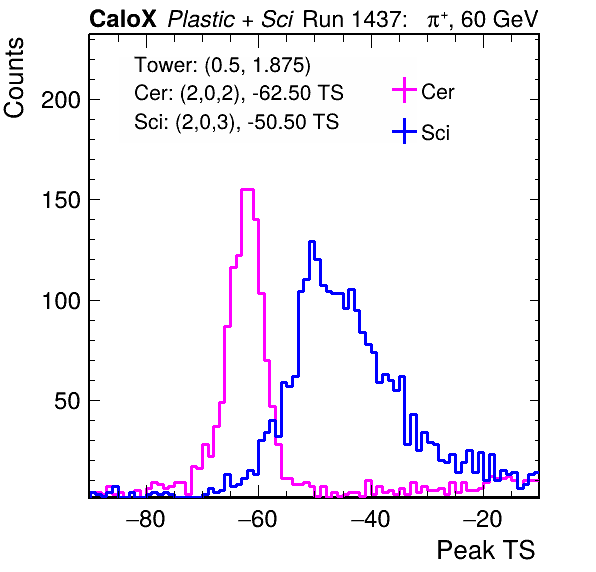 CaloX Plastic + Sci Run 1437: π⁺, 60 GeV
Counts
Tower: (0.5, 1.875)
Cer: (2,0,2), -62.50 TS
Sci: (2,0,3), -50.50 TS
Cer
Sci
200
150
100
50
−80 −60 −40 −20
Peak TS